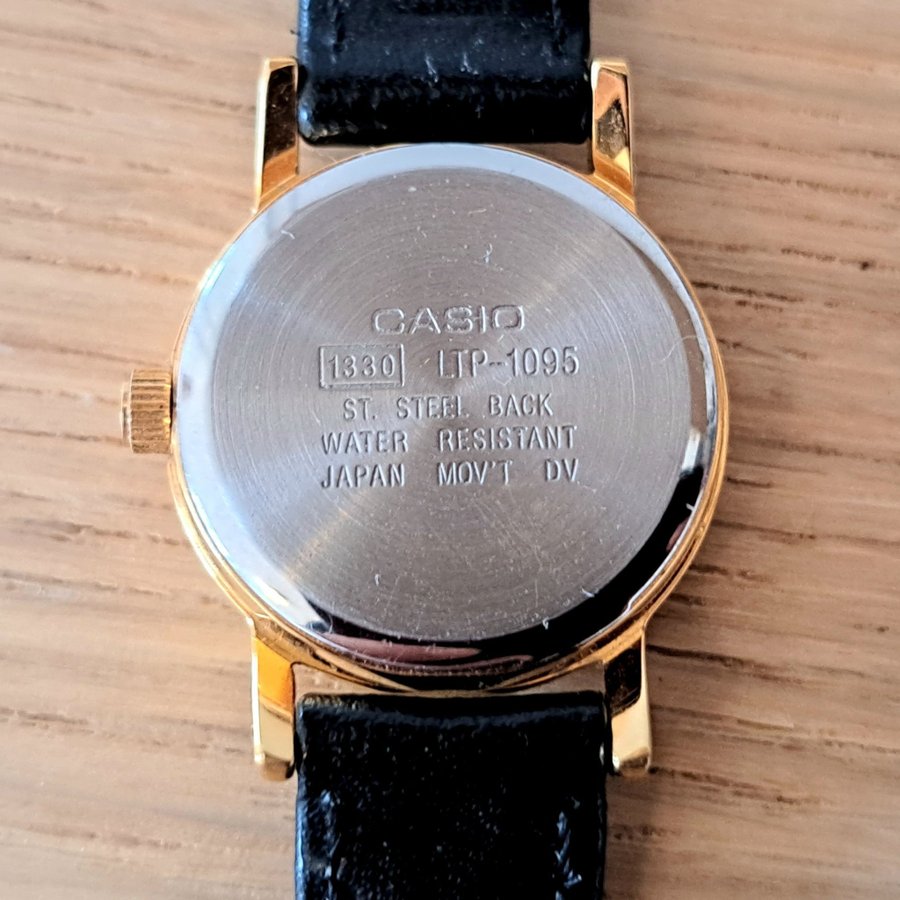 CASIO
1330 LTP-1095
ST. STEEL BACK
WATER RESISTANT
JAPAN MOV'T DV